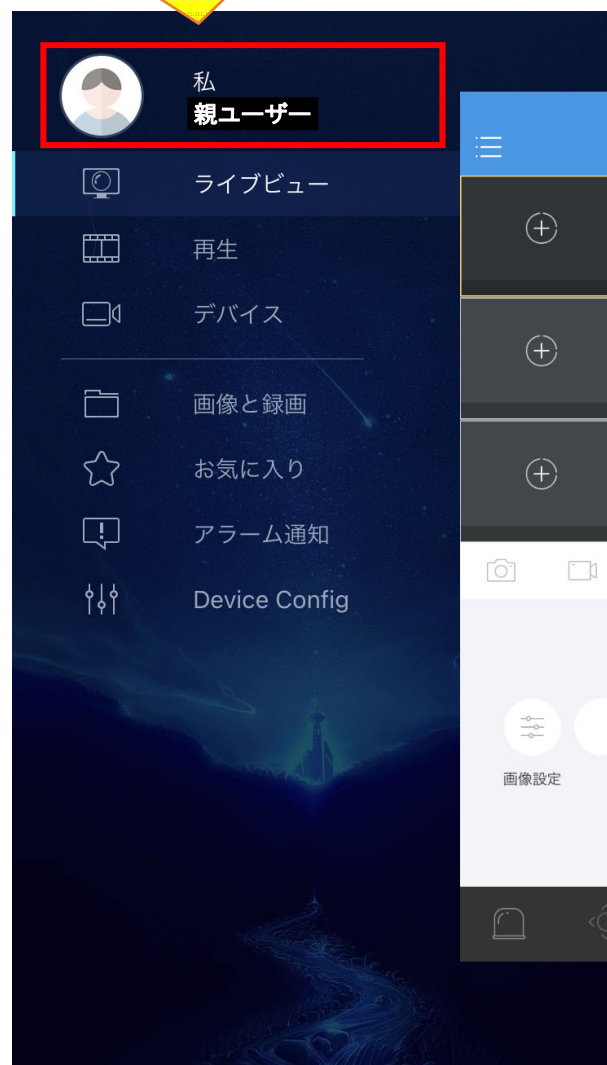 私
親ユーザー
ライブビュー
再生
デバイス
画像と録画
お気に入り
アラーム通知
Device Config
画像設定